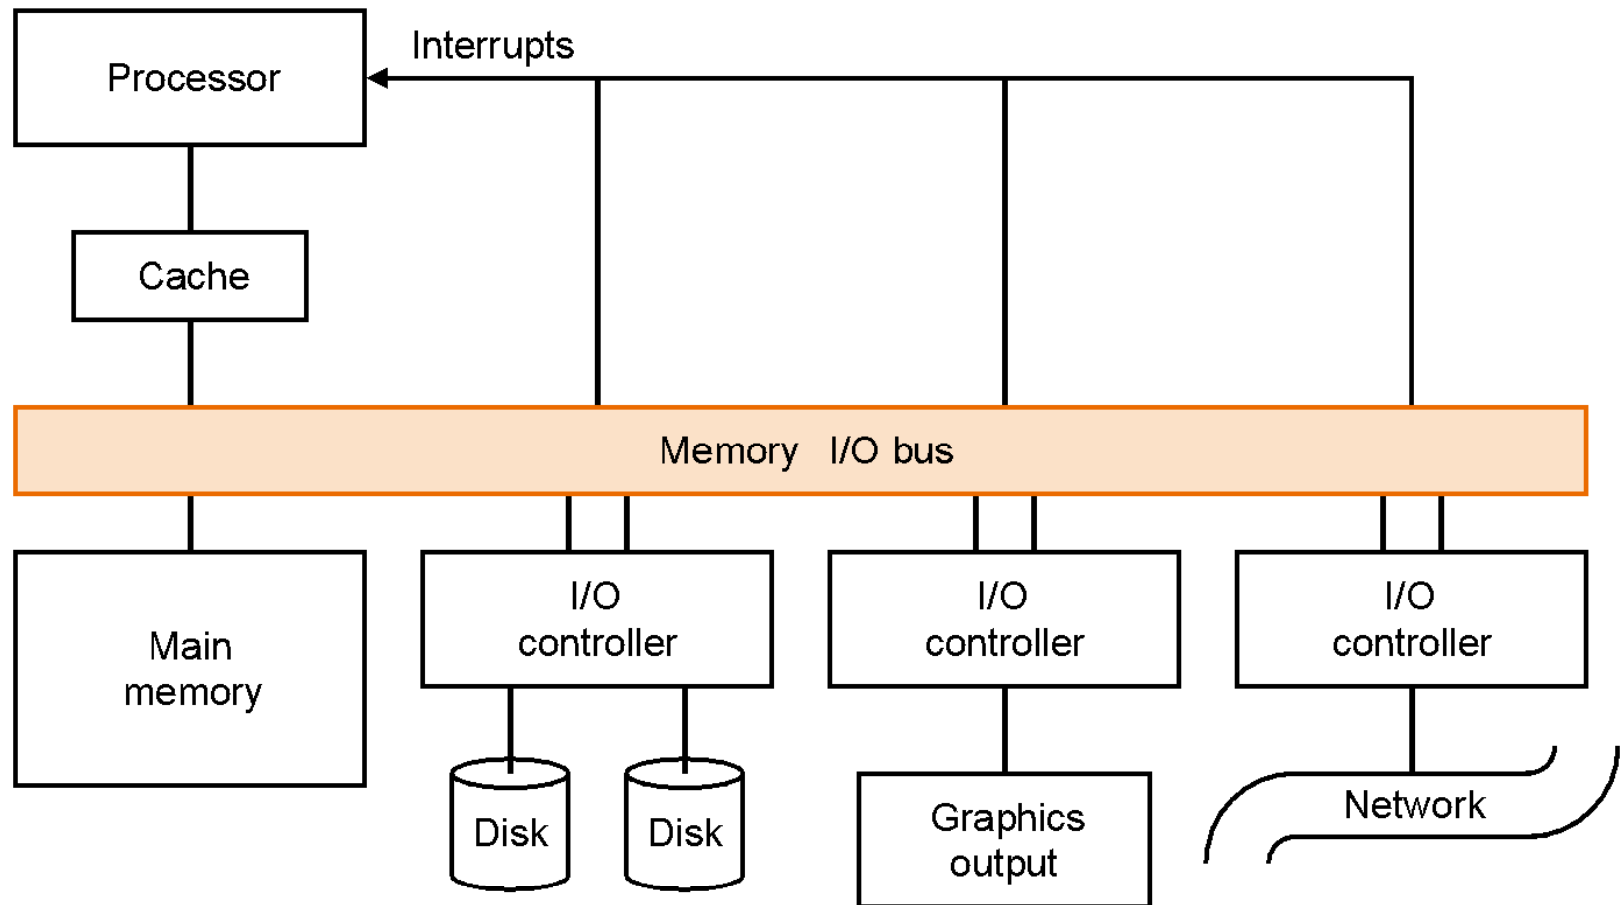 Interrupts
Processor
Cache
Memory I/O bus
Main
memory
I/O
controller
I/O
controller
I/O
controller
Disk
Disk
Graphics
output
Network